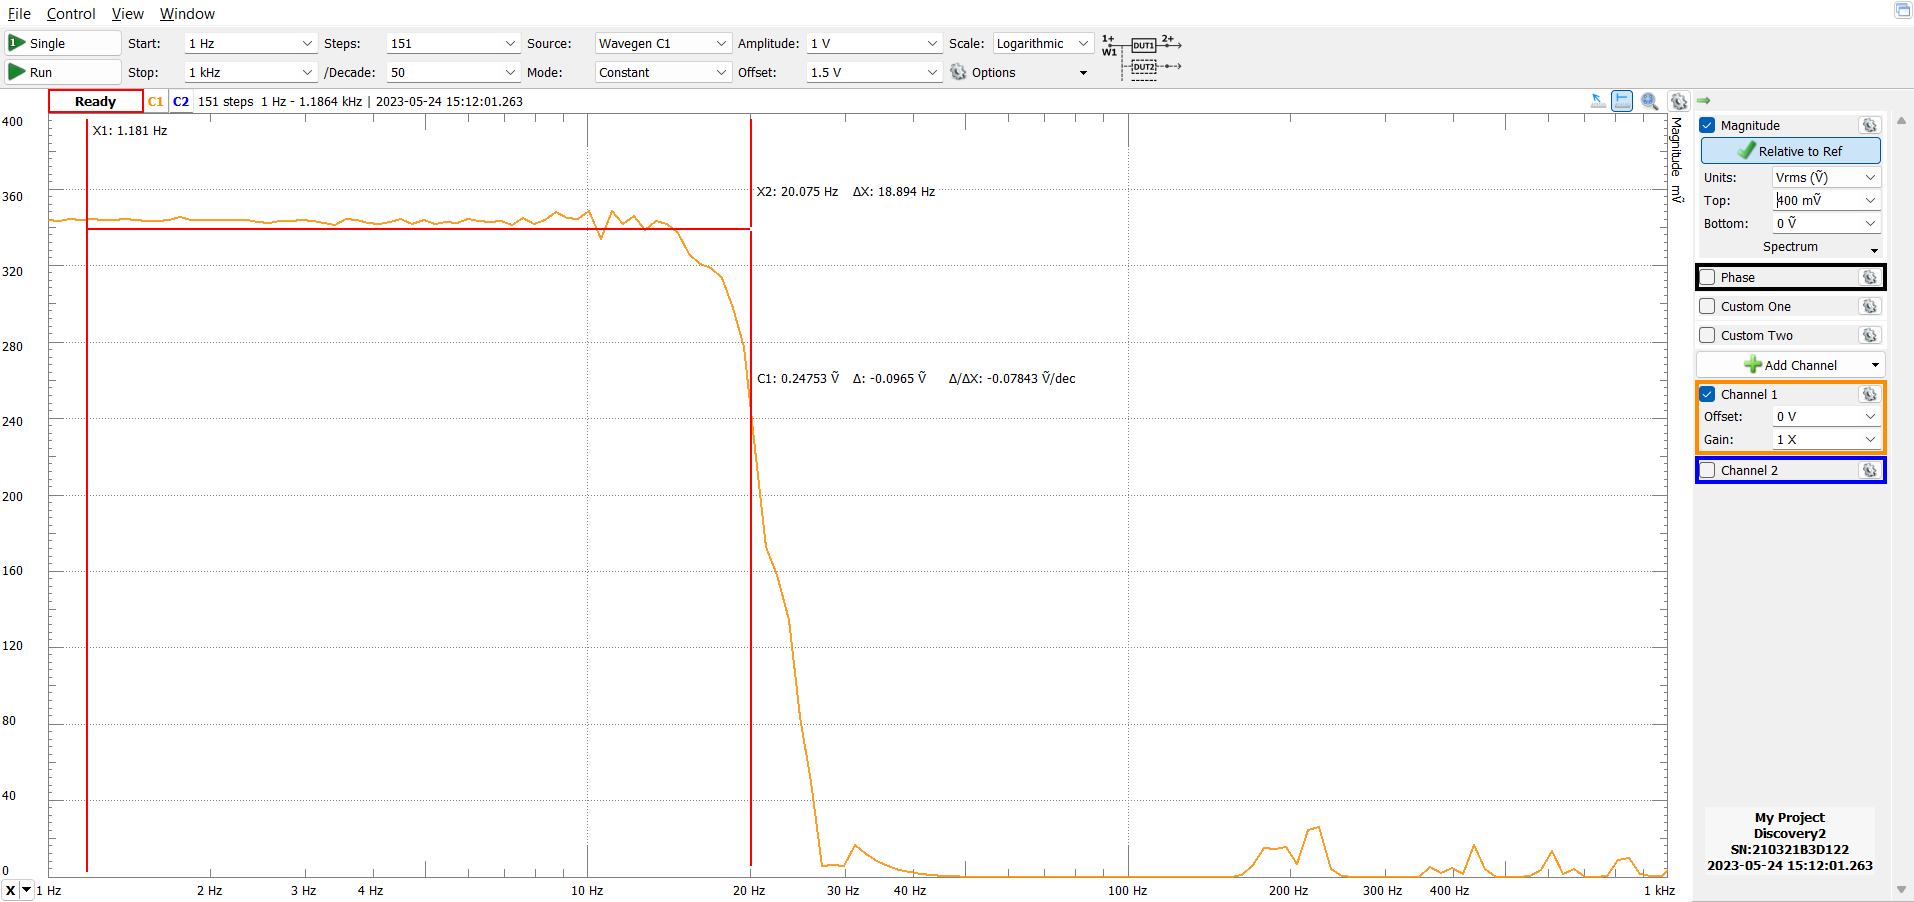 File Control View Window
Single Start: 1 Hz Steps: 151 Source: Wavegen C1 Amplitude: 1 V Scale: Logarithmic 1+ W1 DUT1 2+
Run Stop: 1 kHz /Decade: 50 Mode: Constant Offset: 1.5 V Options DUT2
Ready C1 C2 151 steps 1 Hz - 1.1864 kHz | 2023-05-24 15:12:01.263
400
360
320
280
240
200
160
120
80
40
0
X1: 1.181 Hz
X2: 20.075 Hz ΔX: 18.894 Hz
C1: 0.24753 Ṽ Δ: -0.0965 Ṽ Δ/ΔX: -0.07843 Ṽ/dec
X 1 Hz 2 Hz 3 Hz 4 Hz 10 Hz 20 Hz 30 Hz 40 Hz 100 Hz 200 Hz 300 Hz 400 Hz 1 kHz
Magnitude mṼ
Magnitude
Relative to Ref
Units: Vrms (Ṽ)
Top: 400 mṼ
Bottom: 0 Ṽ
Spectrum
Phase
Custom One
Custom Two
Add Channel
Channel 1
Offset: 0 V
Gain: 1 X
Channel 2
My Project
Discovery2
SN:210321B3D122
2023-05-24 15:12:01.263